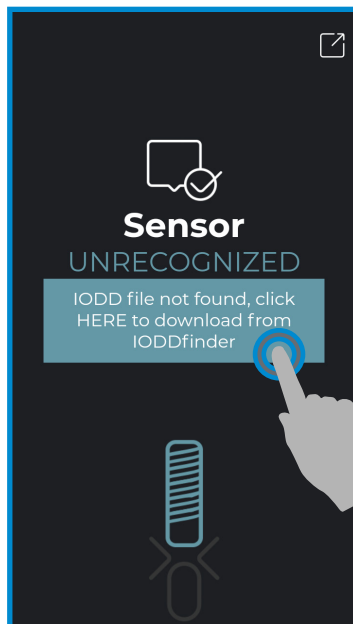 Sensor
UNRECOGNIZED
IODD file not found, click
HERE to download from
IODDfinder